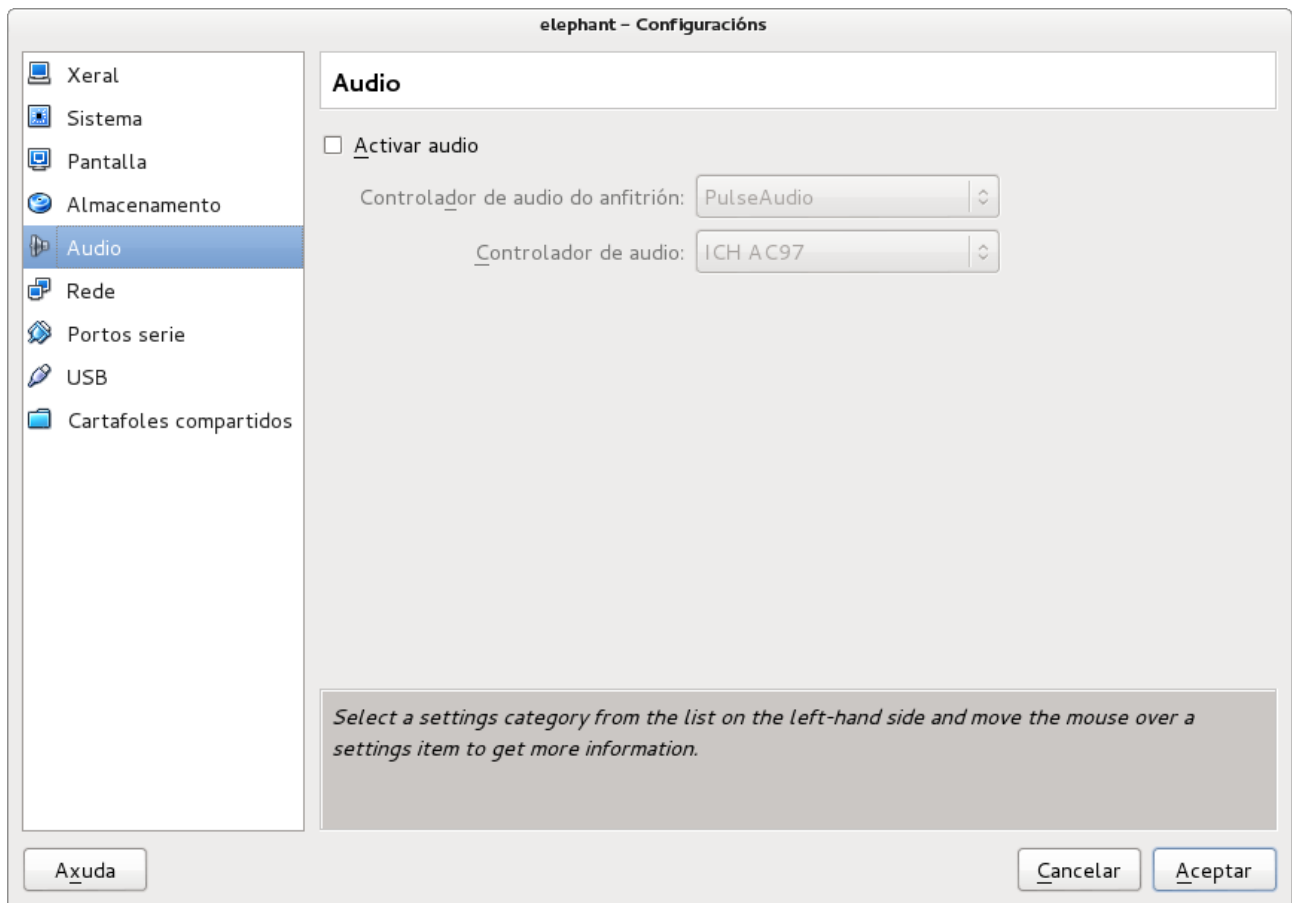 elephant – Configuracións
Xeral
Sistema
Pantalla
Almacenamento
Audio
Rede
Portos serie
USB
Cartafoles compartidos
Audio
Activar audio
Controlador de audio do anfitrión: PulseAudio
Controlador de audio: ICH AC97
Select a settings category from the list on the left-hand side and move the mouse over a
settings item to get more information.
Axuda
Cancelar
Aceptar